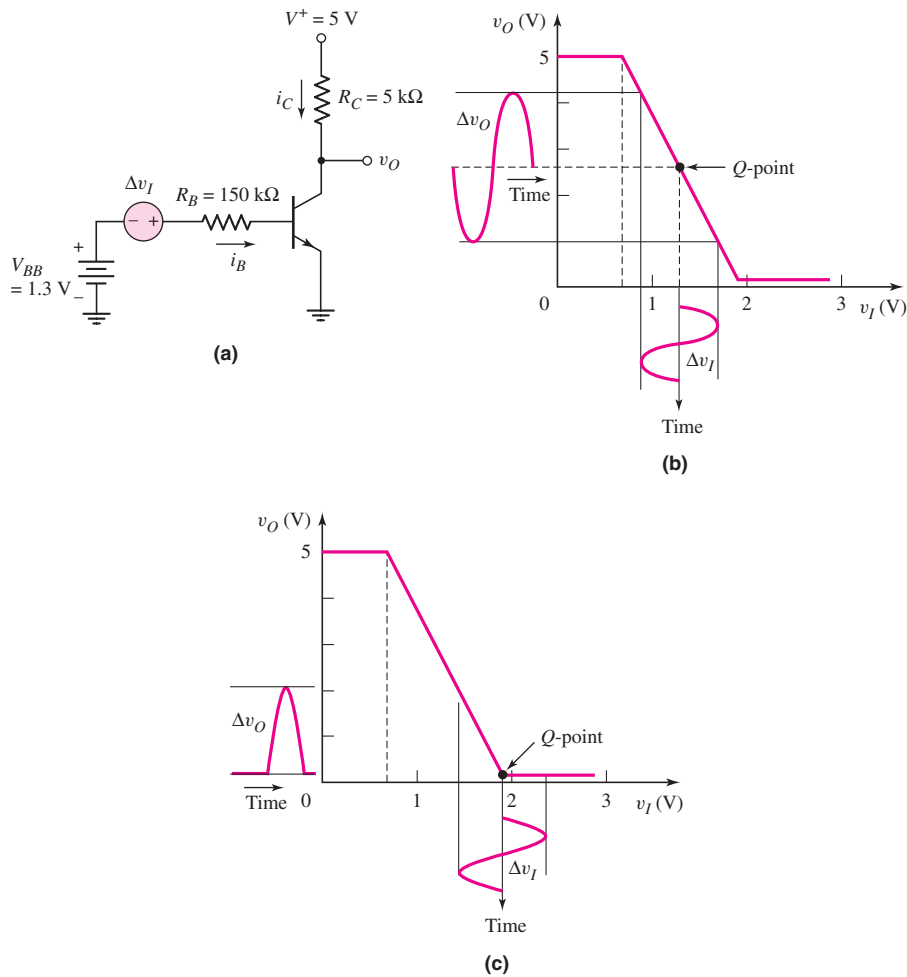 V⁺ = 5 V
i_C
R_C = 5 kΩ
v_O
Δv_I
R_B = 150 kΩ
i_B
+
V_BB
= 1.3 V
−
− +
(a)
v_O (V)
5
Δv_O
Time
Q-point
0
1
2
3
v_I (V)
Δv_I
Time
(b)
v_O (V)
5
Δv_O
Time
Q-point
0
1
2
3
v_I (V)
Δv_I
Time
(c)